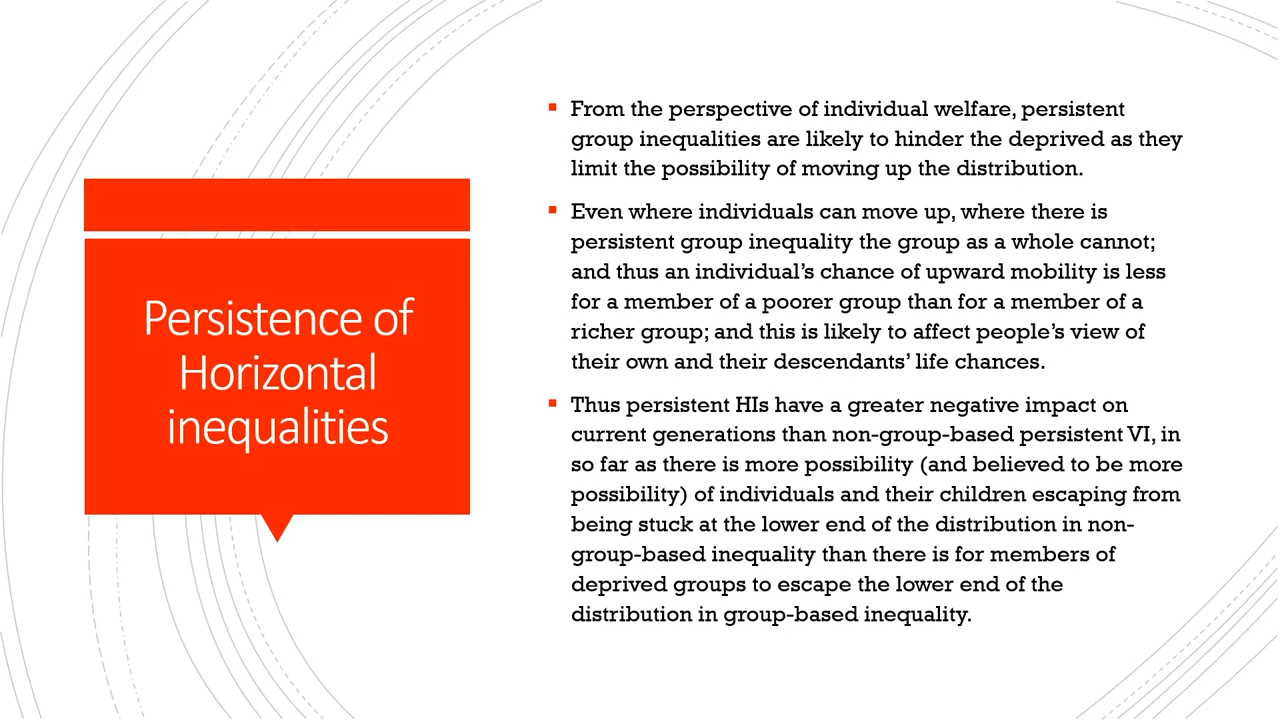 Persistence of
Horizontal
inequalities
From the perspective of individual welfare, persistent
group inequalities are likely to hinder the deprived as they
limit the possibility of moving up the distribution.
Even where individuals can move up, where there is
persistent group inequality the group as a whole cannot;
and thus an individual’s chance of upward mobility is less
for a member of a poorer group than for a member of a
richer group; and this is likely to affect people’s view of
their own and their descendants’ life chances.
Thus persistent HIs have a greater negative impact on
current generations than non-group-based persistent VI, in
so far as there is more possibility (and believed to be more
possibility) of individuals and their children escaping from
being stuck at the lower end of the distribution in non-
group-based inequality than there is for members of
deprived groups to escape the lower end of the
distribution in group-based inequality.